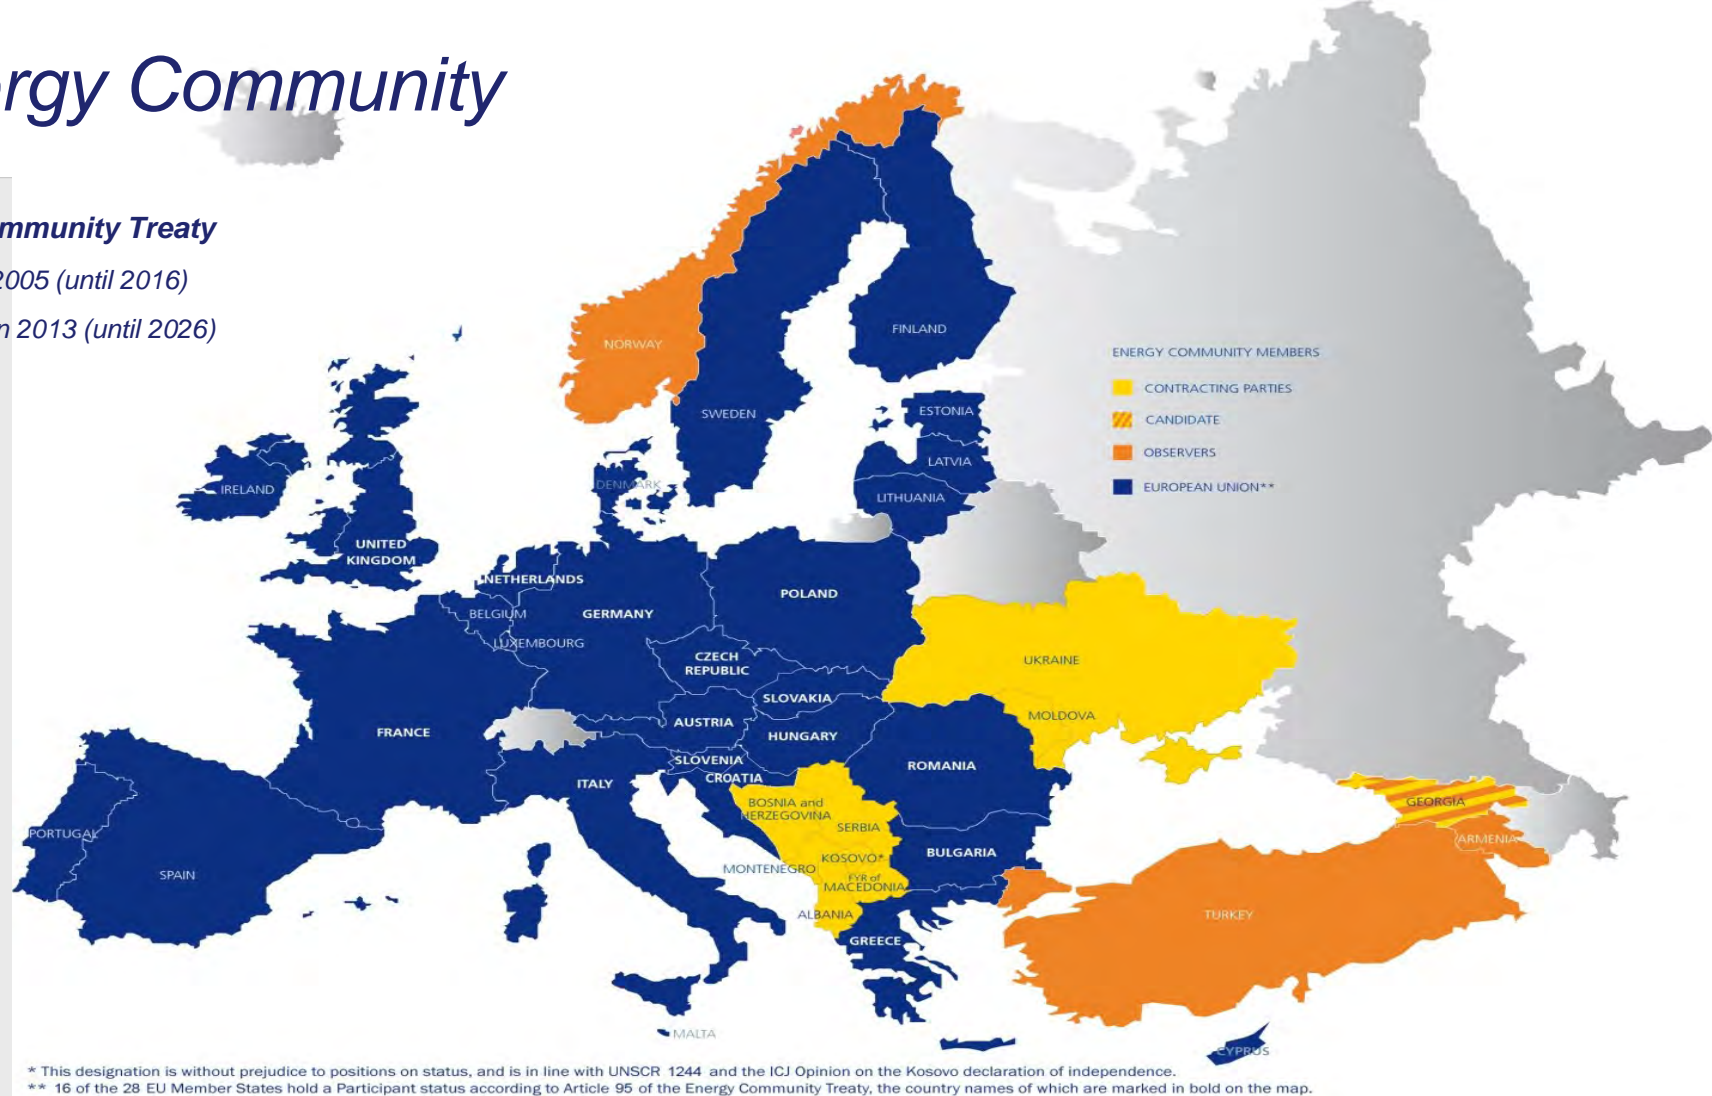 rgy Community
mmunity Treaty
2005 (until 2016)
n 2013 (until 2026)
NORWAY
FINLAND
SWEDEN
ESTONIA
LATVIA
LITHUANIA
ENERGY COMMUNITY MEMBERS
CONTRACTING PARTIES
CANDIDATE
OBSERVERS
EUROPEAN UNION**
IRELAND
DENMARK
UNITED
KINGDOM
NETHERLANDS
BELGIUM
GERMANY
POLAND
LUXEMBOURG
CZECH
REPUBLIC
UKRAINE
SLOVAKIA
MOLDOVA
FRANCE
AUSTRIA
HUNGARY
SLOVENIA
CROATIA
ROMANIA
ITALY
BOSNIA and
HERZEGOVINA
SERBIA
GEORGIA
ARMENIA
PORTUGAL
SPAIN
MONTENEGRO
KOSOVO*
BULGARIA
FYR of
MACEDONIA
ALBANIA
GREECE
TURKEY
MALTA
CYPRUS
* This designation is without prejudice to positions on status, and is in line with UNSCR 1244 and the ICJ Opinion on the Kosovo declaration of independence.
** 16 of the 28 EU Member States hold a Participant status according to Article 95 of the Energy Community Treaty, the country names of which are marked in bold on the map.